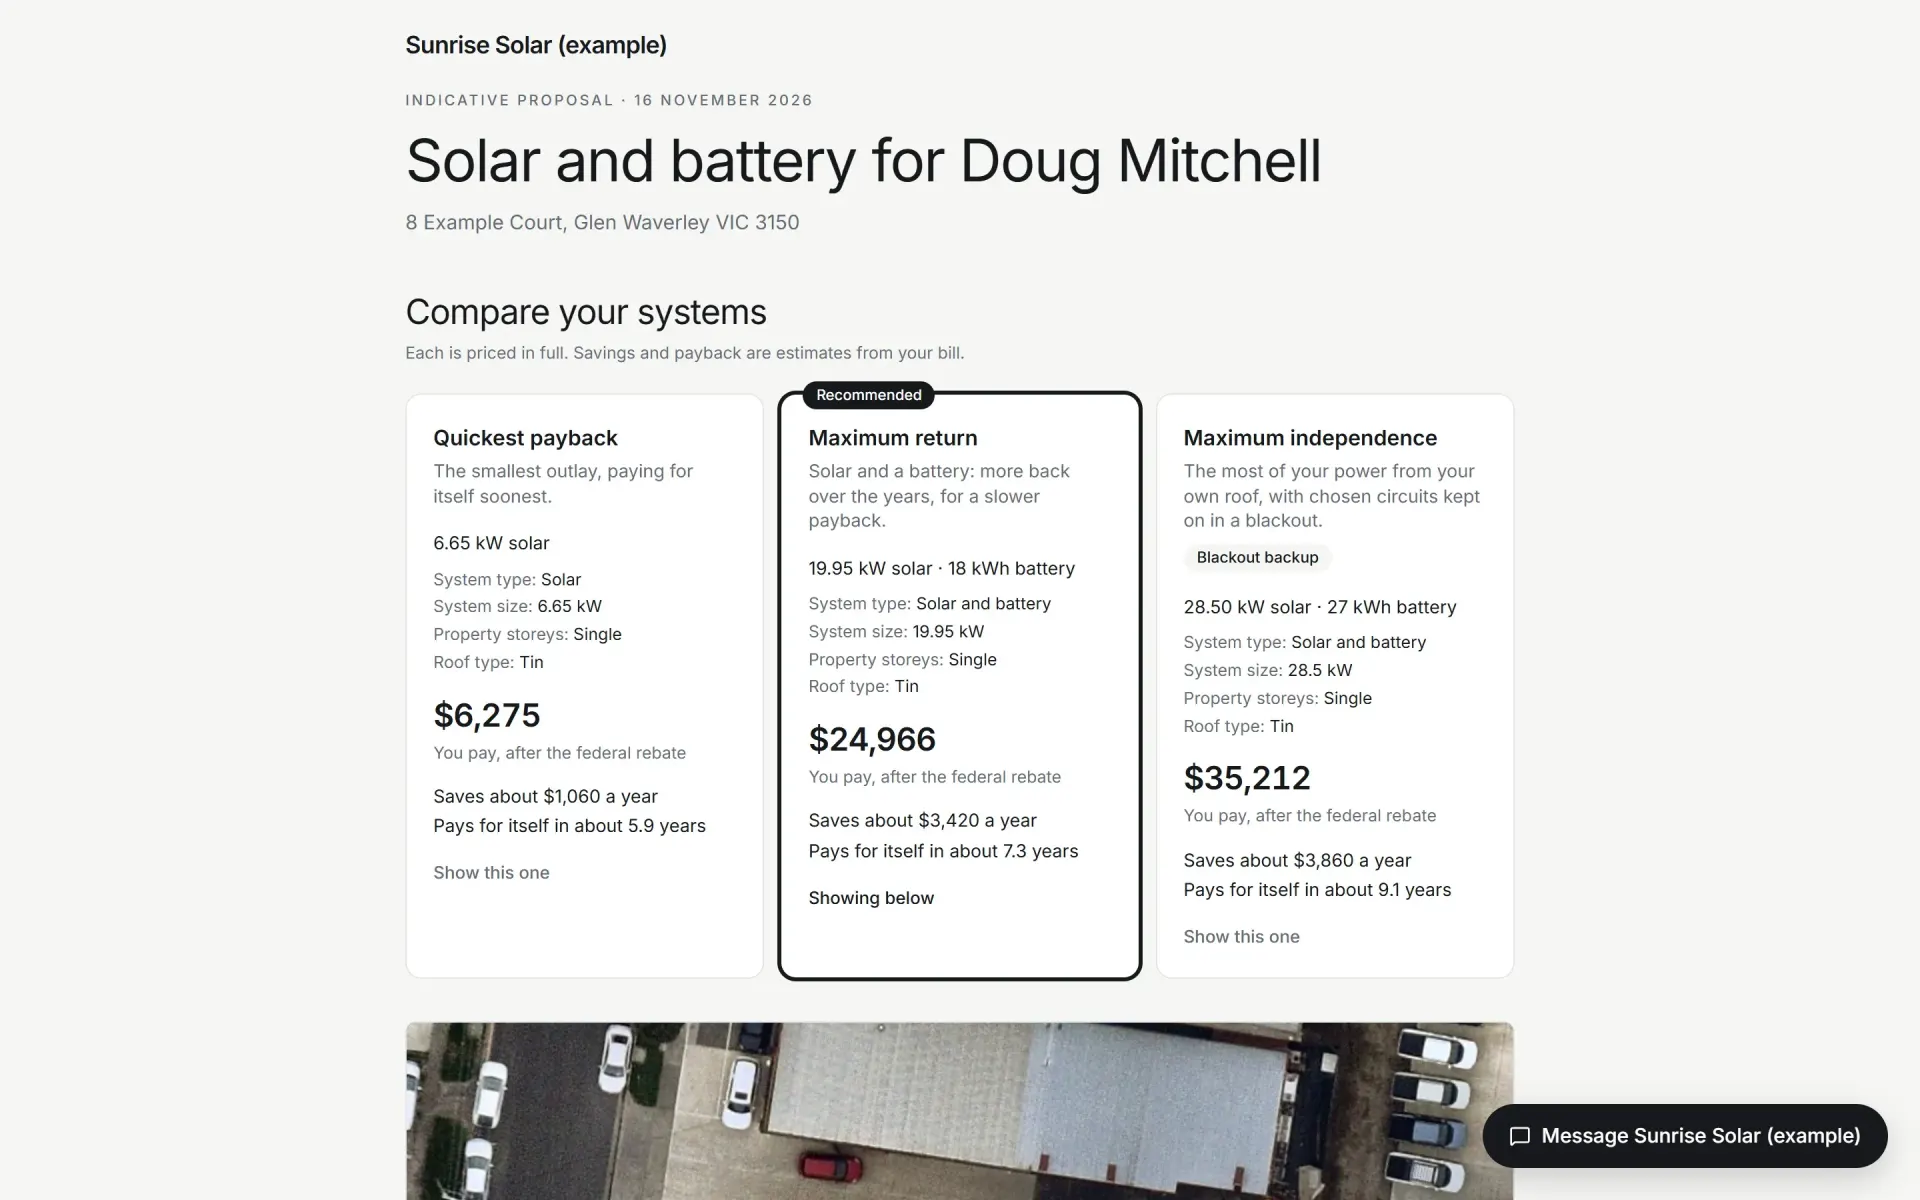 Sunrise Solar (example)
INDICATIVE PROPOSAL · 16 NOVEMBER 2026
Solar and battery for Doug Mitchell
8 Example Court, Glen Waverley VIC 3150
Compare your systems
Each is priced in full. Savings and payback are estimates from your bill.
Quickest payback
The smallest outlay, paying for
itself soonest.
6.65 kW solar
System type: Solar
System size: 6.65 kW
Property storeys: Single
Roof type: Tin
$6,275
You pay, after the federal rebate
Saves about $1,060 a year
Pays for itself in about 5.9 years
Show this one
Recommended
Maximum return
Solar and a battery: more back
over the years, for a slower
payback.
19.95 kW solar · 18 kWh battery
System type: Solar and battery
System size: 19.95 kW
Property storeys: Single
Roof type: Tin
$24,966
You pay, after the federal rebate
Saves about $3,420 a year
Pays for itself in about 7.3 years
Showing below
Maximum independence
The most of your power from your
own roof, with chosen circuits kept
on in a blackout.
Blackout backup
28.50 kW solar · 27 kWh battery
System type: Solar and battery
System size: 28.5 kW
Property storeys: Single
Roof type: Tin
$35,212
You pay, after the federal rebate
Saves about $3,860 a year
Pays for itself in about 9.1 years
Show this one
Message Sunrise Solar (example)